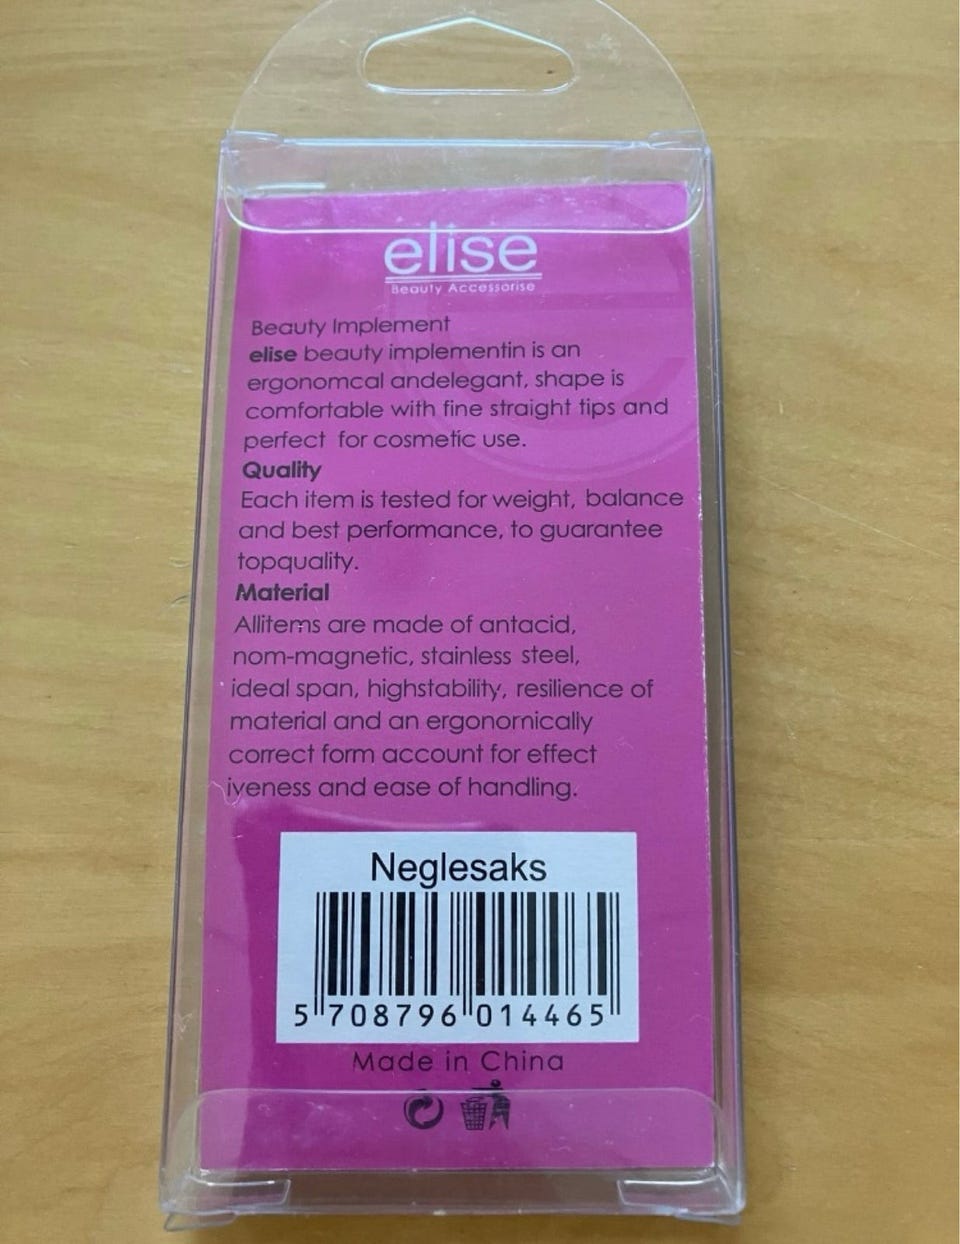 elise
Beauty Accessorise
Beauty Implement
elise beauty implementin is an
ergonomcal andelegant, shape is
comfortable with fine straight tips and
perfect for cosmetic use.
Quality
Each item is tested for weight, balance
and best performance, to guarantee
topquality.
Material
Allitems are made of antacid,
nom-magnetic, stainless steel,
ideal span, highstability, resilience of
material and an ergonornically
correct form account for effect
iveness and ease of handling.
Neglesaks
5 708796 014465
Made in China